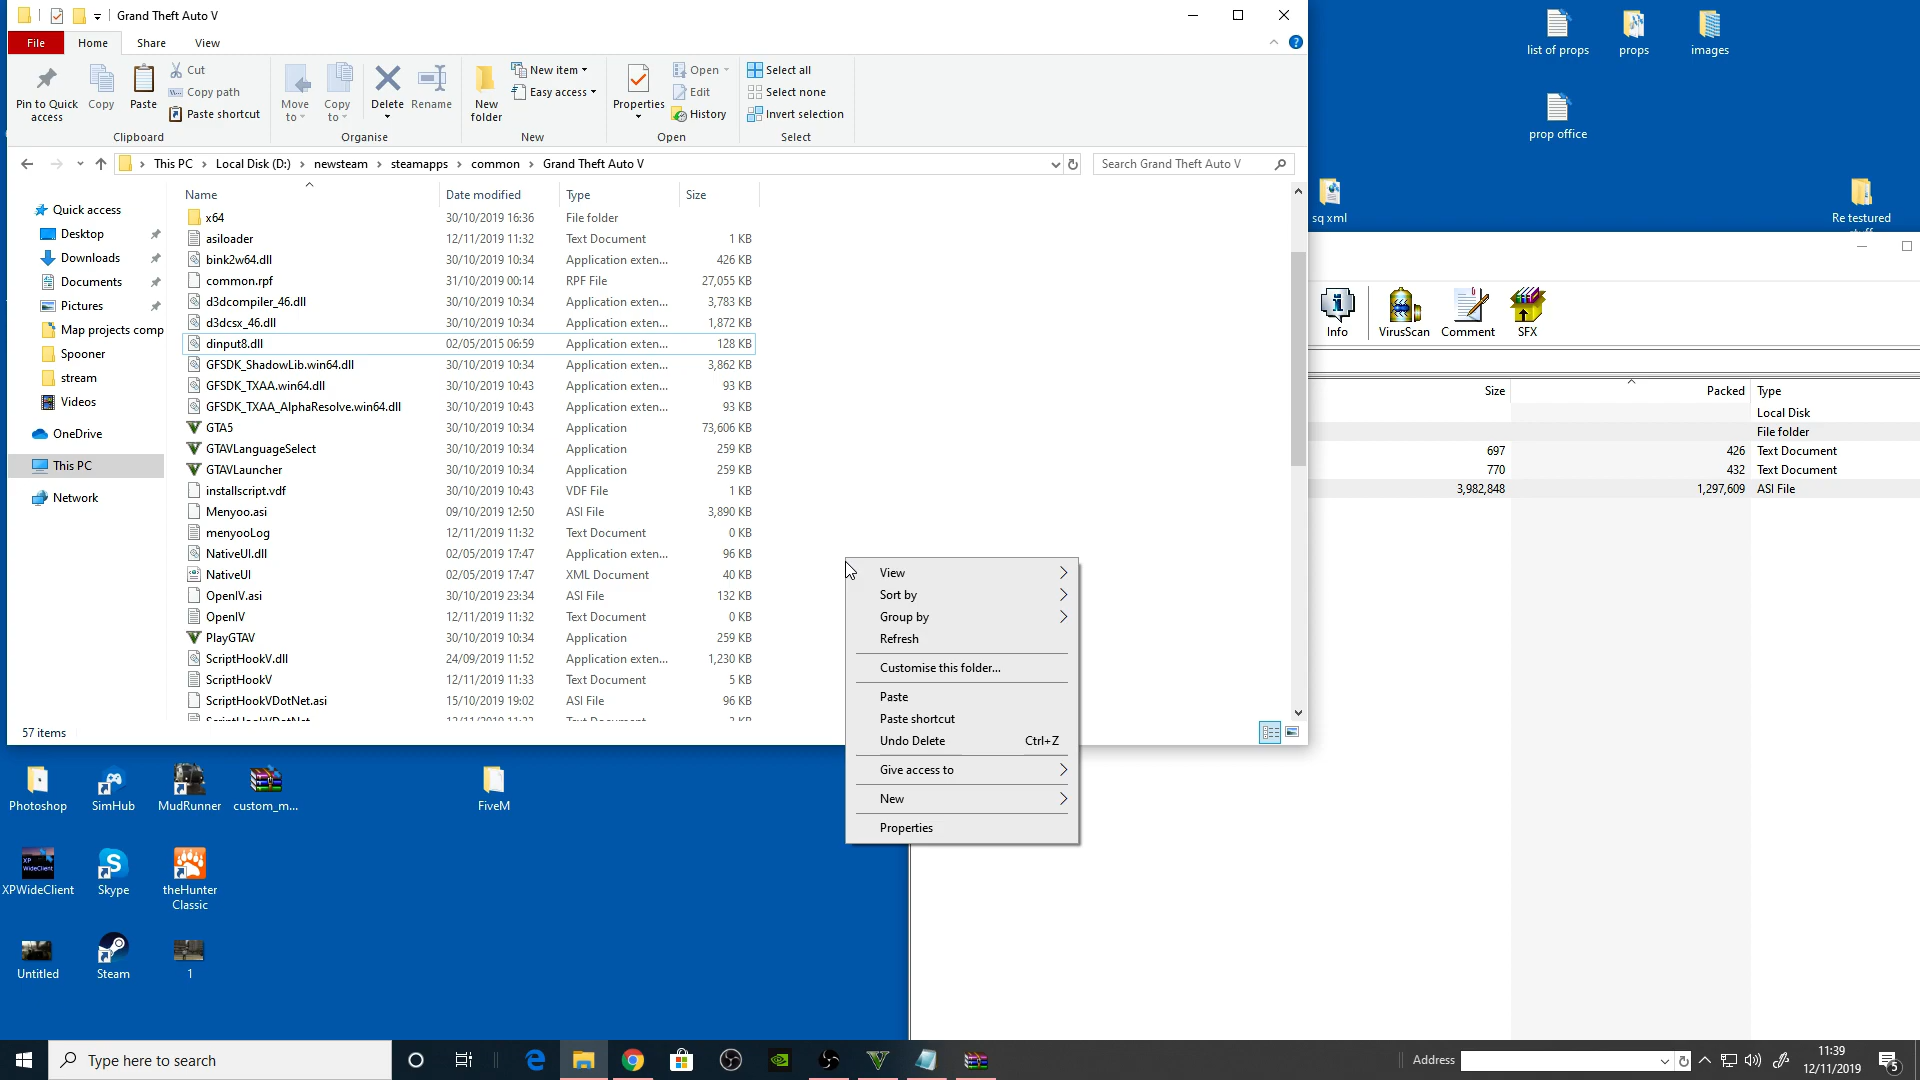 Grand Theft Auto V
File
Home
Share
View
Pin to Quick access
Copy
Paste
Cut
Copy path
Paste shortcut
Clipboard
Move to
Copy to
Delete
Rename
Organise
New folder
New item
Easy access
New
Properties
Open
Edit
History
Open
Select all
Select none
Invert selection
Select
This PC
Local Disk (D:)
newsteam
steamapps
common
Grand Theft Auto V
Search Grand Theft Auto V
Name
Date modified
Type
Size
Quick access
Desktop
Downloads
Documents
Pictures
Map projects comp
Spooner
stream
Videos
OneDrive
This PC
Network
x64 30/10/2019 16:36 File folder
asiloader 12/11/2019 11:32 Text Document 1 KB
bink2w64.dll 30/10/2019 10:34 Application exten... 426 KB
common.rpf 31/10/2019 00:14 RPF File 27,055 KB
d3dcompiler_46.dll 30/10/2019 10:34 Application exten... 3,783 KB
d3dcsx_46.dll 30/10/2019 10:34 Application exten... 1,872 KB
dinput8.dll 02/05/2015 06:59 Application exten... 128 KB
GFSDK_ShadowLib.win64.dll 30/10/2019 10:34 Application exten... 3,862 KB
GFSDK_TXAA.win64.dll 30/10/2019 10:43 Application exten... 93 KB
GFSDK_TXAA_AlphaResolve.win64.dll 30/10/2019 10:43 Application exten... 93 KB
GTA5 30/10/2019 10:34 Application 73,606 KB
GTAVLanguageSelect 30/10/2019 10:34 Application 259 KB
GTAVLauncher 30/10/2019 10:34 Application 259 KB
installscript.vdf 30/10/2019 10:43 VDF File 1 KB
Menyoo.asi 09/10/2019 12:50 ASI File 3,890 KB
menyooLog 12/11/2019 11:32 Text Document 0 KB
NativeUI.dll 02/05/2019 17:47 Application exten... 96 KB
NativeUI 02/05/2019 17:47 XML Document 40 KB
OpenIV.asi 30/10/2019 23:34 ASI File 132 KB
OpenIV 12/11/2019 11:32 Text Document 0 KB
PlayGTAV 30/10/2019 10:34 Application 259 KB
ScriptHookV.dll 24/09/2019 11:52 Application exten... 1,230 KB
ScriptHookV 12/11/2019 11:33 Text Document 5 KB
ScriptHookVDotNet.asi 15/10/2019 19:02 ASI File 96 KB
57 items
View
Sort by
Group by
Refresh
Customise this folder...
Paste
Paste shortcut
Undo Delete Ctrl+Z
Give access to
New
Properties
list of props
props
images
prop office
sq xml
Re testured
Info
VirusScan
Comment
SFX
Size
Packed
Type
Local Disk
File folder
697 426 Text Document
770 432 Text Document
3,982,848 1,297,609 ASI File
Photoshop
SimHub
MudRunner
custom_m...
FiveM
XP
WideClient
XPWideClient
Skype
theHunter
Classic
Untitled
Steam
1
Type here to search
Address
11:39
12/11/2019
5